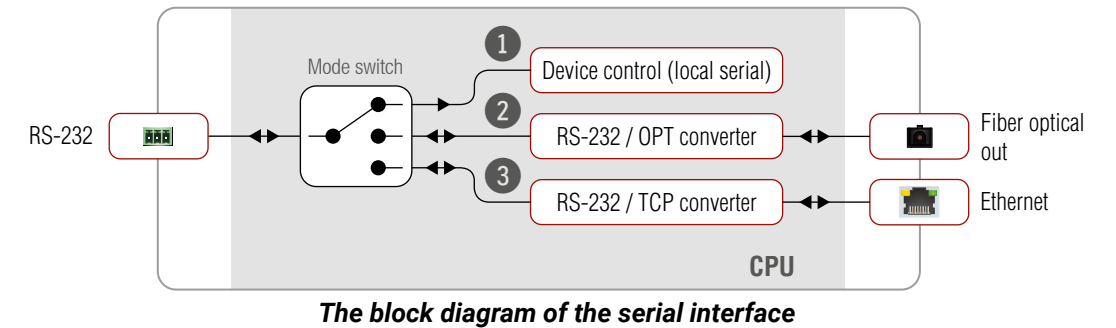 1
Mode switch
Device control (local serial)
2
RS-232
RS-232 / OPT converter
Fiber optical
out
3
RS-232 / TCP converter
Ethernet
CPU
The block diagram of the serial interface